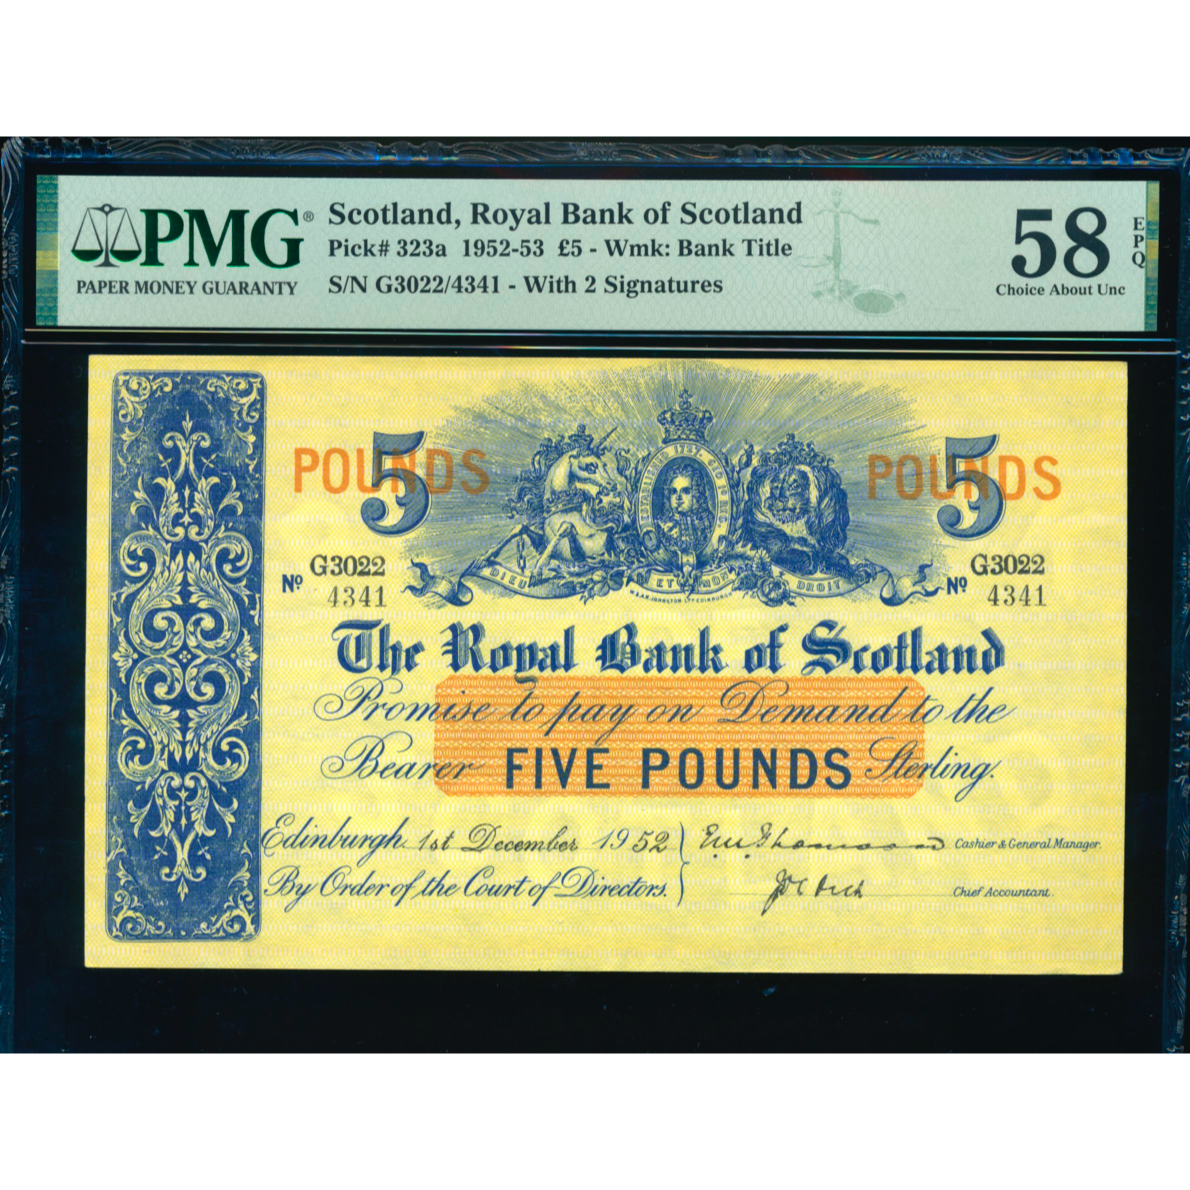 PMG®
PAPER MONEY GUARANTY
Scotland, Royal Bank of Scotland
Pick# 323a 1952-53 £5 - Wmk: Bank Title
S/N G3022/4341 - With 2 Signatures
58 EPQ
Choice About Unc
5 POUNDS
5 POUNDS
DIEU ET MON DROIT
Nº G3022 4341
Nº G3022 4341
The Royal Bank of Scotland
Promise to pay on Demand to the
Bearer FIVE POUNDS Sterling.
Edinburgh. 1st December 1952
Cashier & General Manager.
By Order of the Court of Directors.
Chief Accountant.